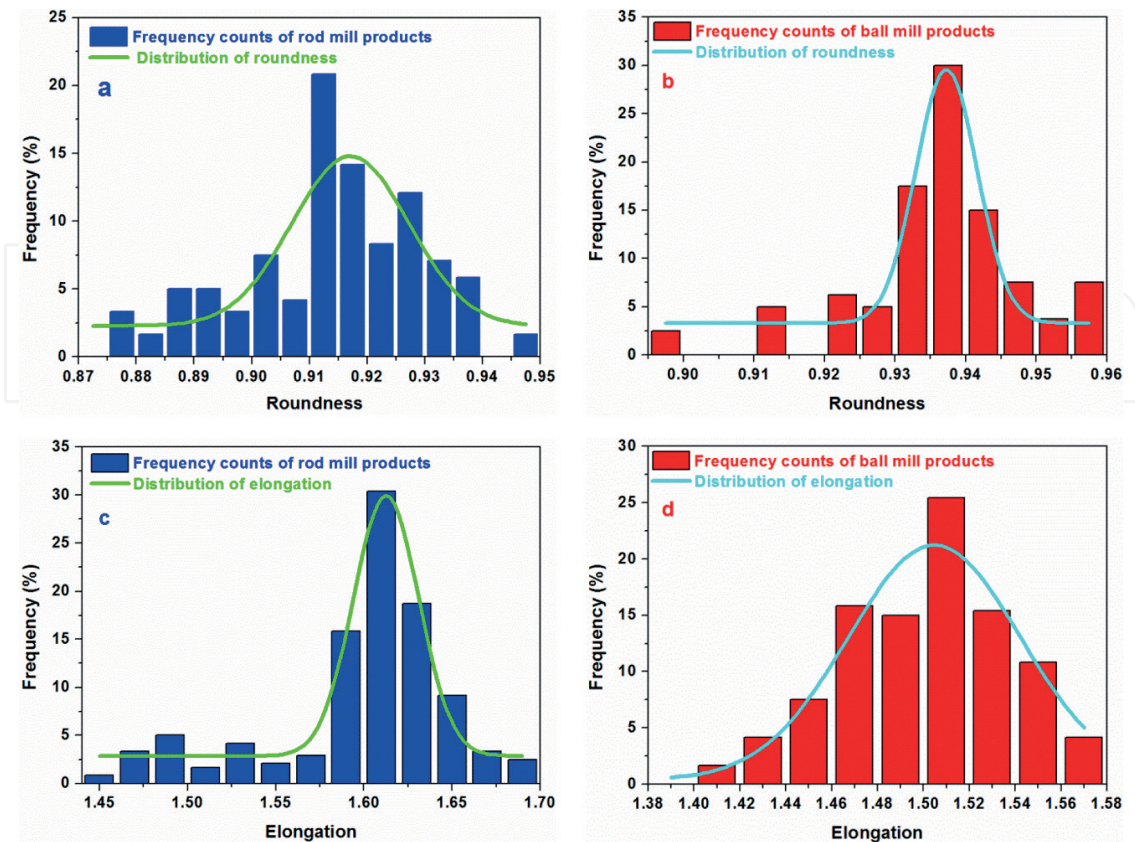 Frequency counts of rod mill products
Distribution of roundness
a
25
20
15
10
5
0
Frequency (%)
0.87 0.88 0.89 0.90 0.91 0.92 0.93 0.94 0.95
Roundness
Frequency counts of ball mill products
Distribution of roundness
b
35
30
25
20
15
10
5
0
Frequency (%)
0.90 0.91 0.92 0.93 0.94 0.95 0.96
Roundness
Frequency counts of rod mill products
Distribution of elongation
c
35
30
25
20
15
10
5
0
Frequency (%)
1.45 1.50 1.55 1.60 1.65 1.70
Elongation
Frequency counts of ball mill products
Distribution of elongation
d
30
25
20
15
10
5
0
Frequency (%)
1.38 1.40 1.42 1.44 1.46 1.48 1.50 1.52 1.54 1.56 1.58
Elongation